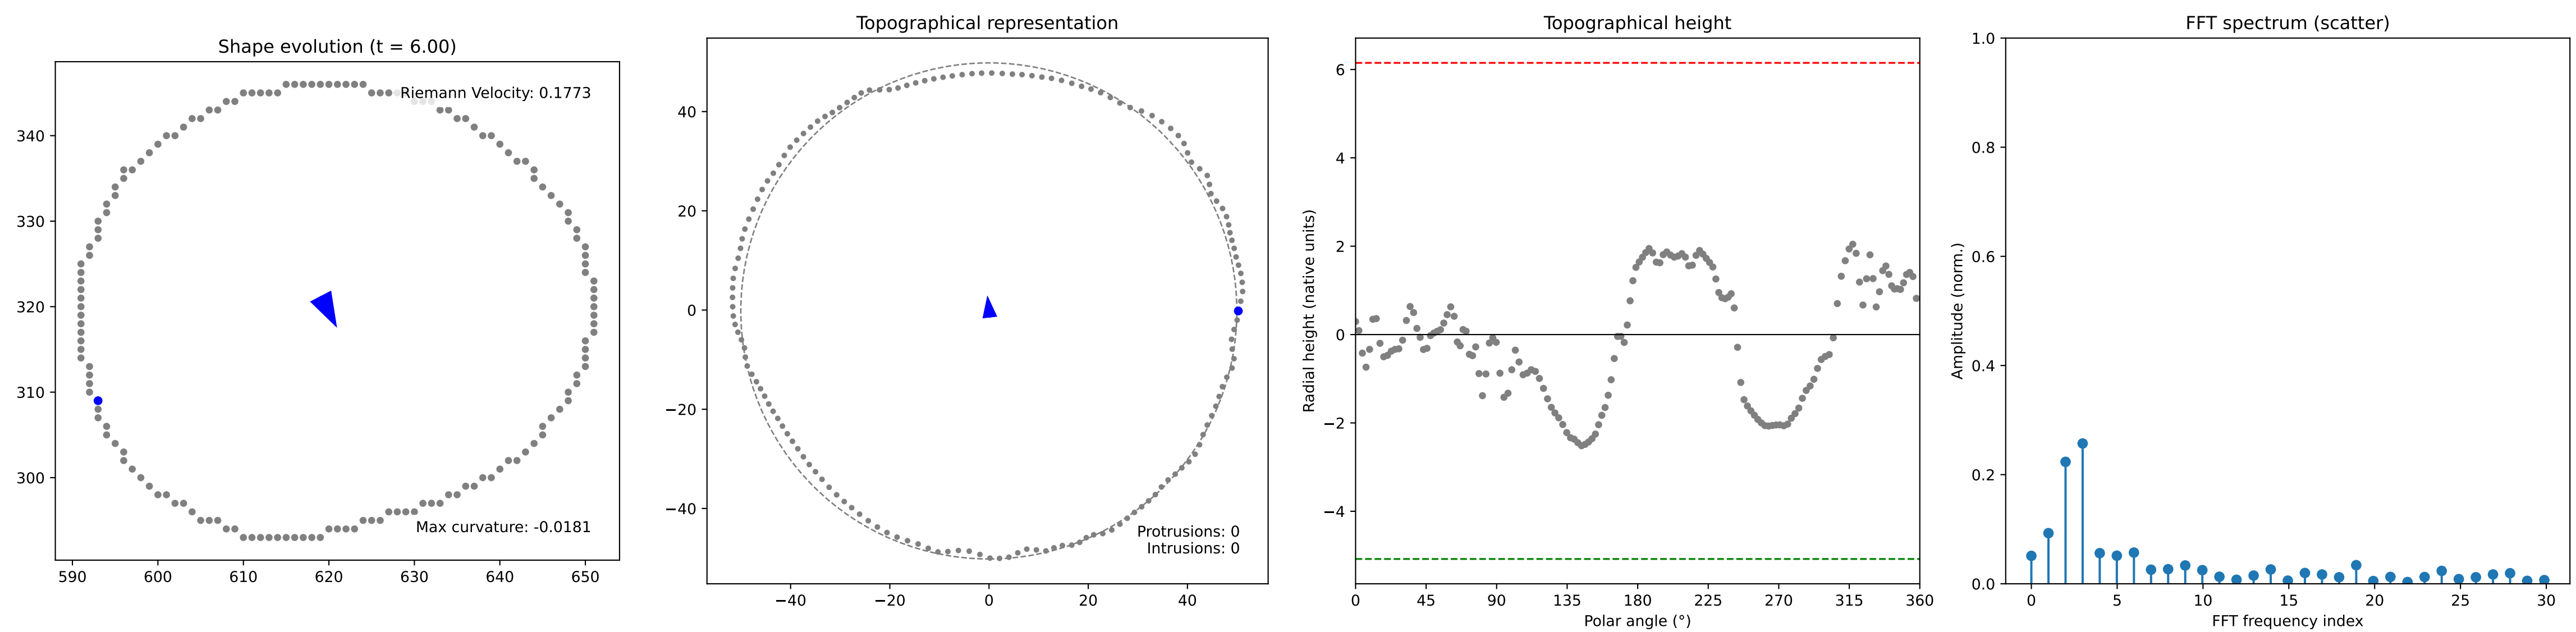 Shape evolution (t = 6.00)
Riemann Velocity: 0.1773
Max curvature: -0.0181
340
330
320
310
300
590 600 610 620 630 640 650
Topographical representation
40
20
0
−20
−40
Protrusions: 0
Intrusions: 0
−40 −20 0 20 40
Topographical height
Radial height (native units)
6
4
2
0
−2
−4
0 45 90 135 180 225 270 315 360
Polar angle (°)
FFT spectrum (scatter)
Amplitude (norm.)
1.0
0.8
0.6
0.4
0.2
0.0
0 5 10 15 20 25 30
FFT frequency index